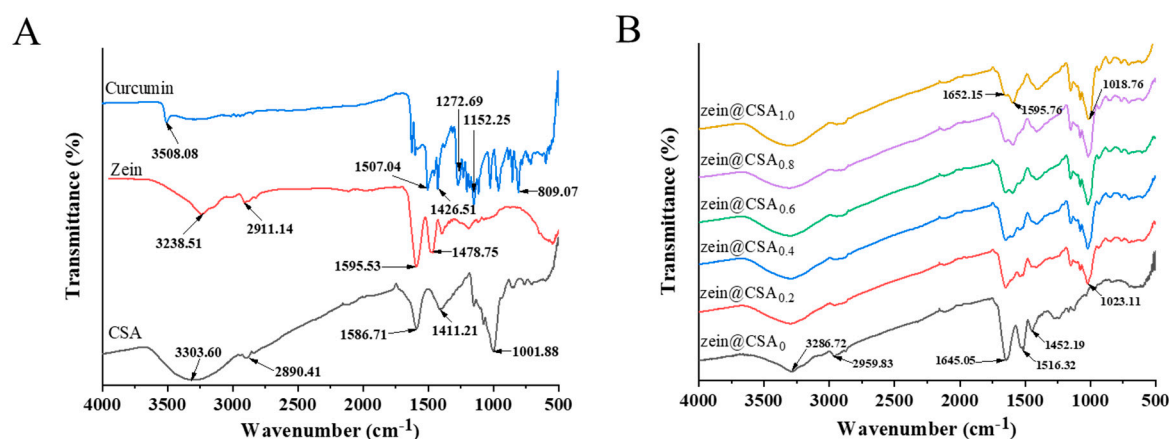 A
Transmittance (%)
Curcumin
3508.08
1272.69
1152.25
1507.04
1426.51
809.07
Zein
3238.51
2911.14
1595.53
1478.75
CSA
3303.60
2890.41
1586.71
1411.21
1001.88
4000 3500 3000 2500 2000 1500 1000 500
Wavenumber (cm-1)
B
Transmittance (%)
zein@CSA1.0
1652.15
1595.76
1018.76
zein@CSA0.8
zein@CSA0.6
zein@CSA0.4
zein@CSA0.2
1023.11
zein@CSA0
3286.72
2959.83
1645.05
1516.32
1452.19
4000 3500 3000 2500 2000 1500 1000 500
Wavenumber (cm-1)